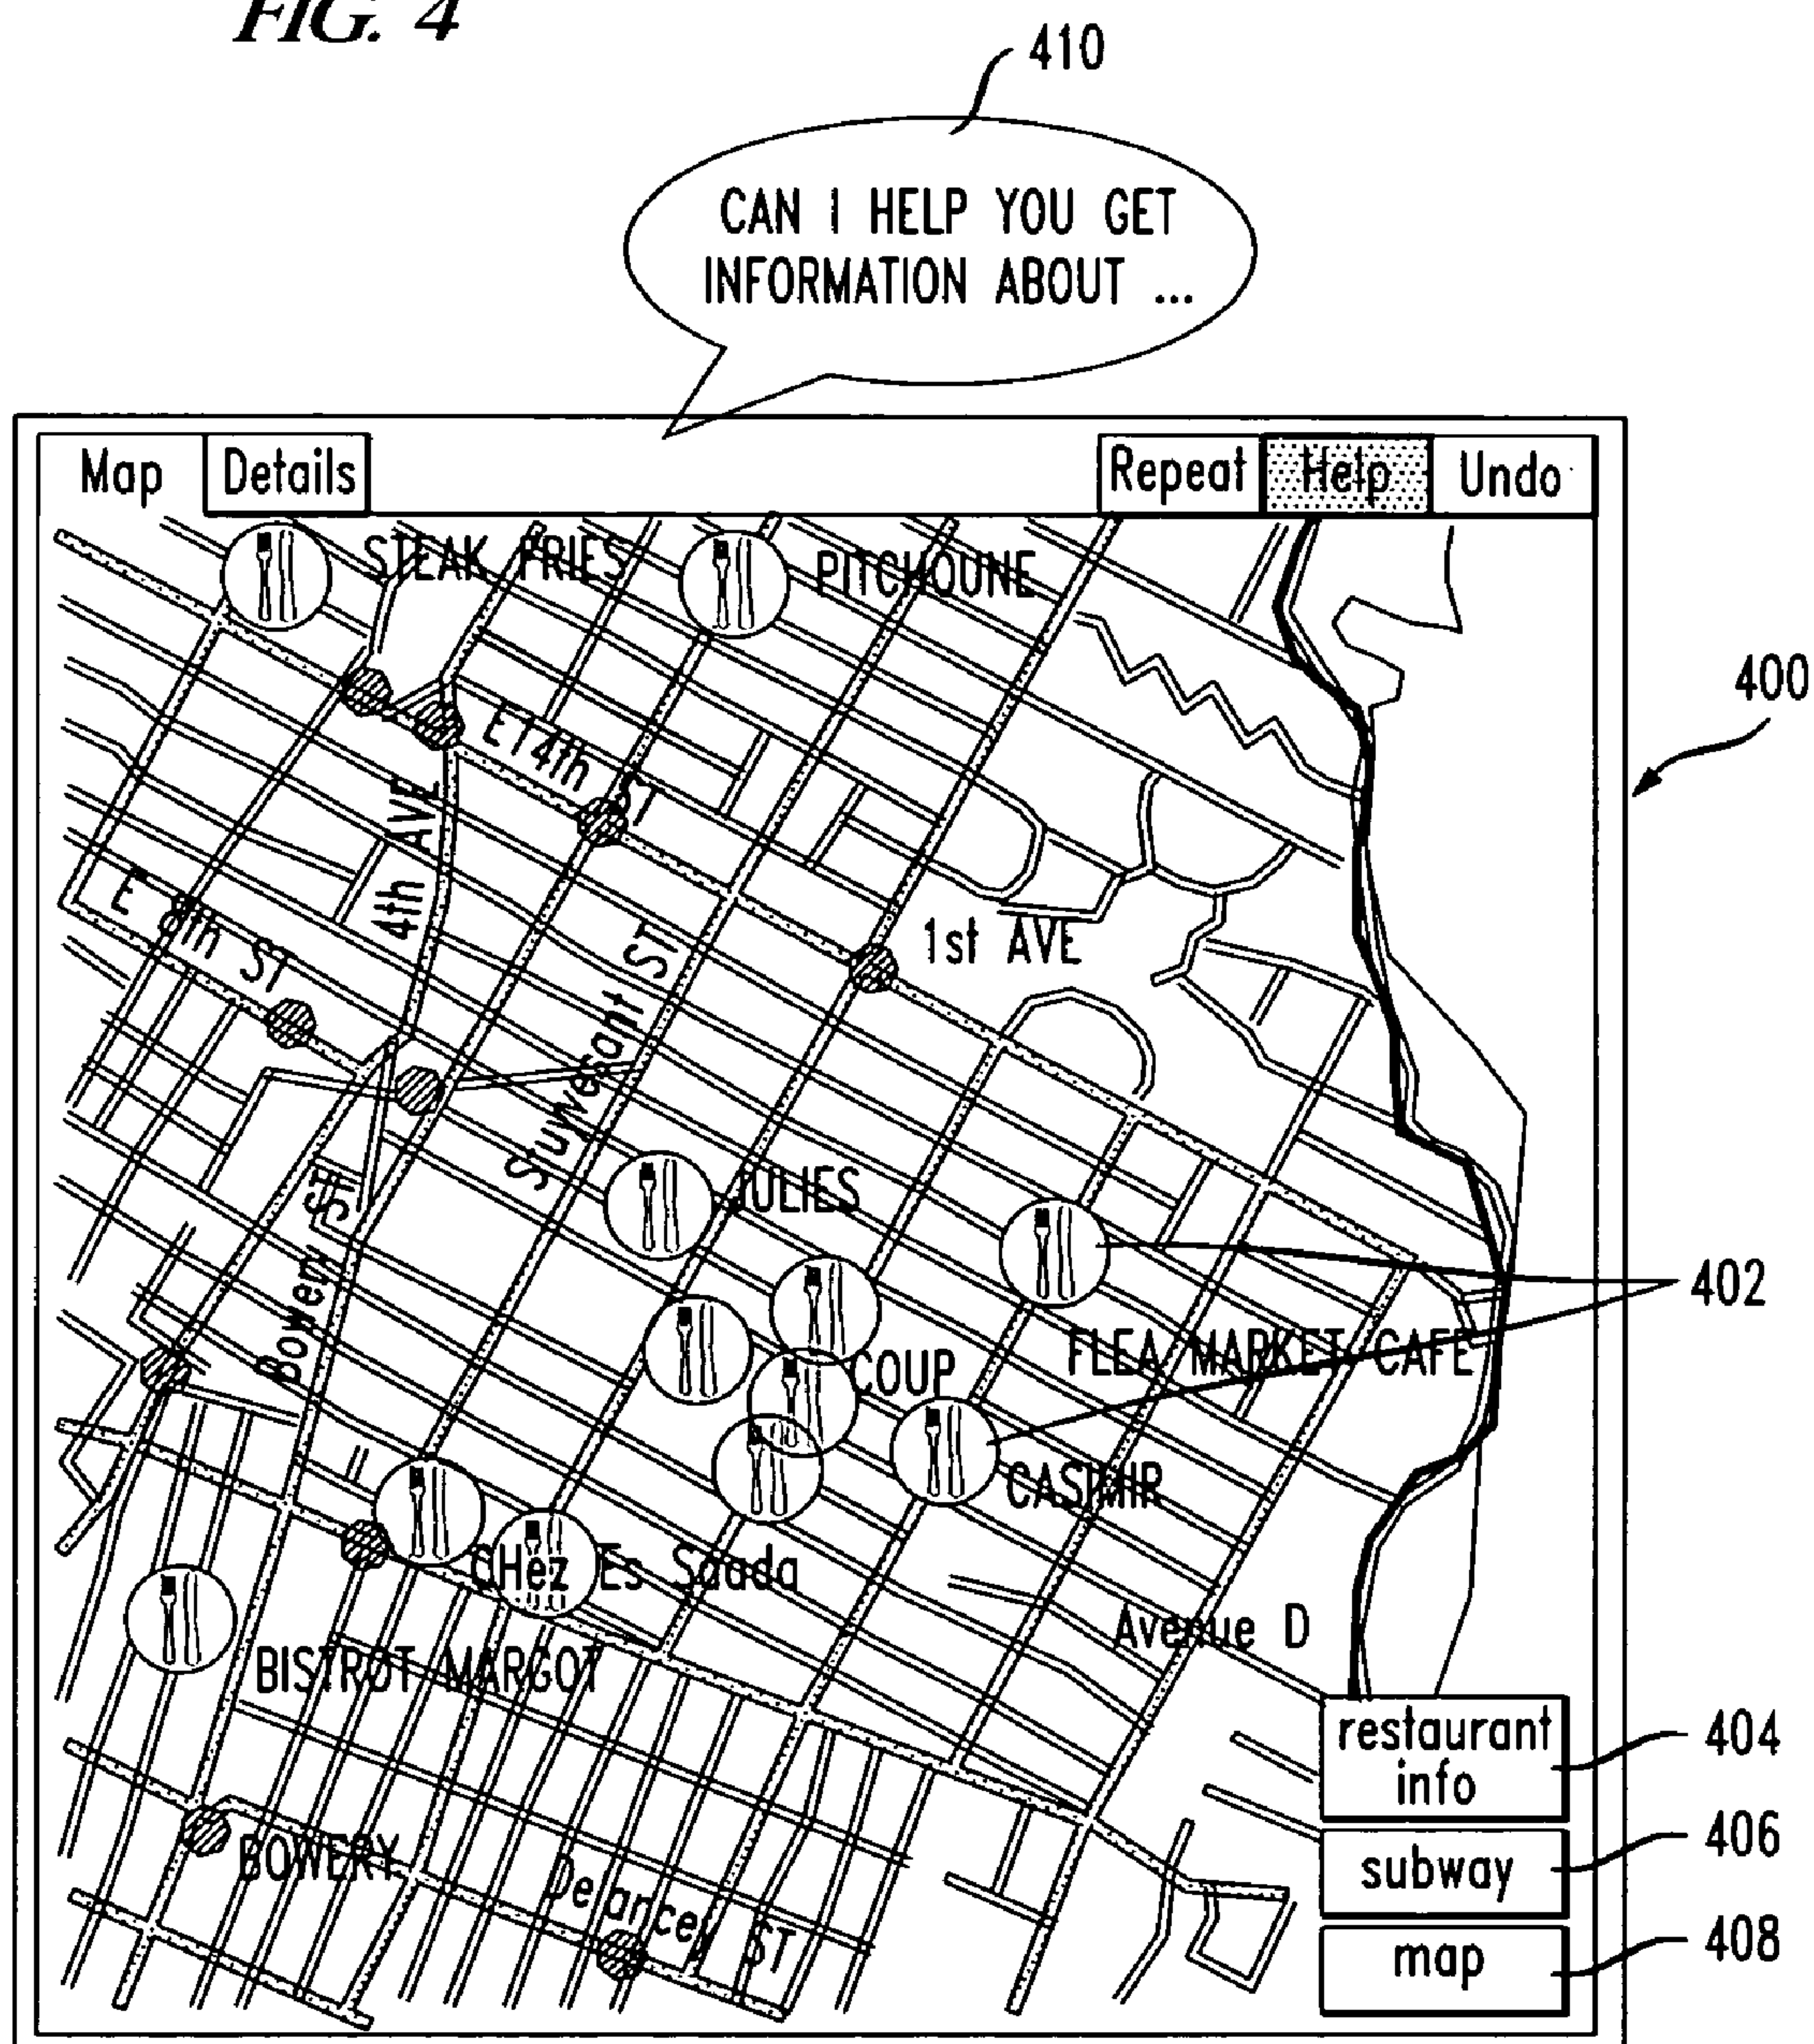 FIG. 4
410
CAN I HELP YOU GET
INFORMATION ABOUT ...
Map
Details
Repeat
Help
Undo
STEAK FRIES
PITCHOUNE
400
E14th ST
4th AVE
E 8th ST
1st AVE
Stuwesant ST
JULIES
Bowery ST
402
FLEA MARKET CAFE
COUP
CASIMIR
CHez Es Saada
Avenue D
BISTROT MARGOT
restaurant
info
404
subway
406
BOWERY
Delancey ST
map
408